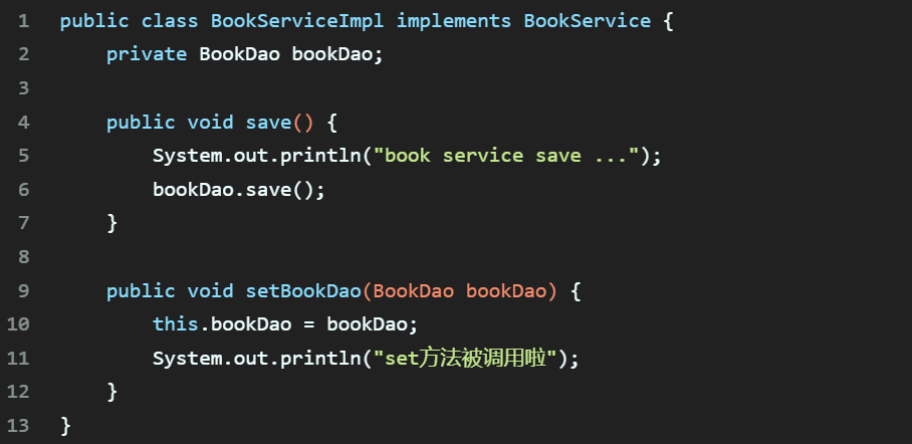 1 public class BookServiceImpl implements BookService {
2 private BookDao bookDao;
3
4 public void save() {
5 System.out.println("book service save ...");
6 bookDao.save();
7 }
8
9 public void setBookDao(BookDao bookDao) {
10 this.bookDao = bookDao;
11 System.out.println("set方法被调用啦");
12 }
13 }